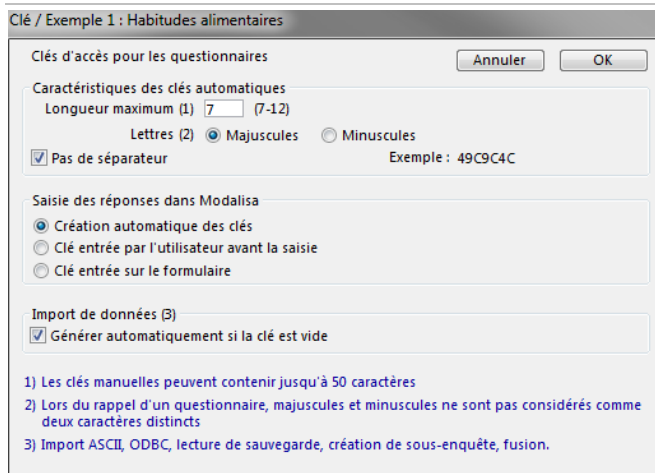 Clé / Exemple 1 : Habitudes alimentaires
Clés d'accès pour les questionnaires
Annuler
OK
Caractéristiques des clés automatiques
Longueur maximum (1) 7 (7-12)
Lettres (2) Majuscules Minuscules
Pas de séparateur Exemple : 49C9C4C
Saisie des réponses dans Modalisa
Création automatique des clés
Clé entrée par l'utilisateur avant la saisie
Clé entrée sur le formulaire
Import de données (3)
Générer automatiquement si la clé est vide
1) Les clés manuelles peuvent contenir jusqu'à 50 caractères
2) Lors du rappel d'un questionnaire, majuscules et minuscules ne sont pas considérés comme
deux caractères distincts
3) Import ASCII, ODBC, lecture de sauvegarde, création de sous-enquête, fusion.